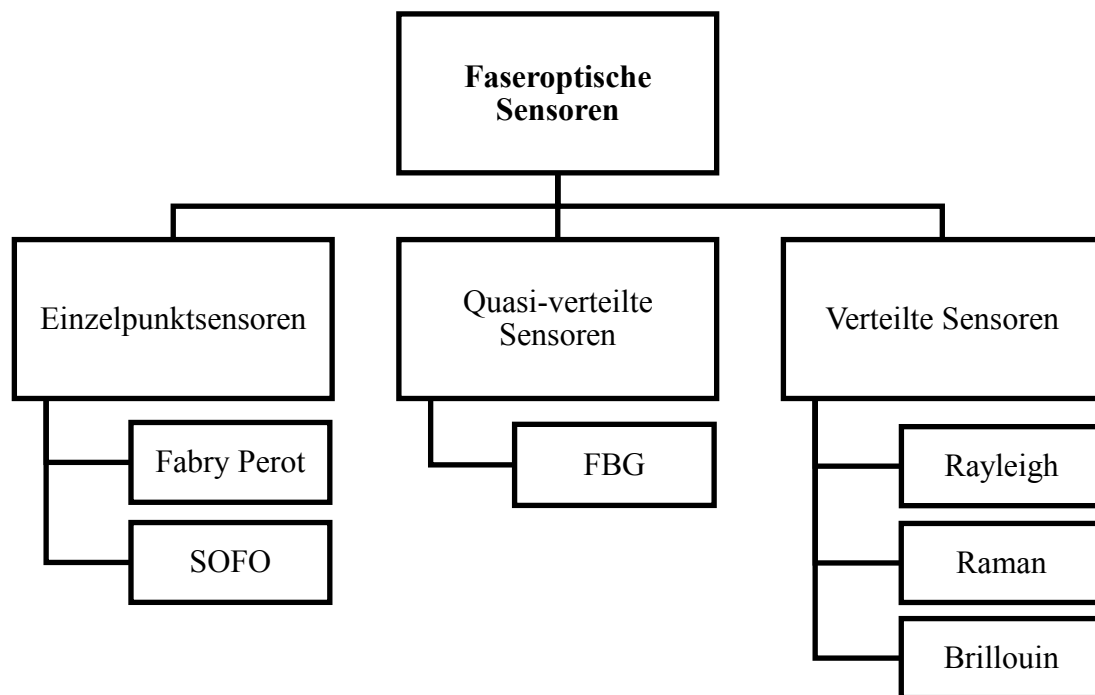 Faseroptische
Sensoren
Einzelpunktsensoren
Quasi-verteilte
Sensoren
Verteilte Sensoren
Fabry Perot
SOFO
FBG
Rayleigh
Raman
Brillouin